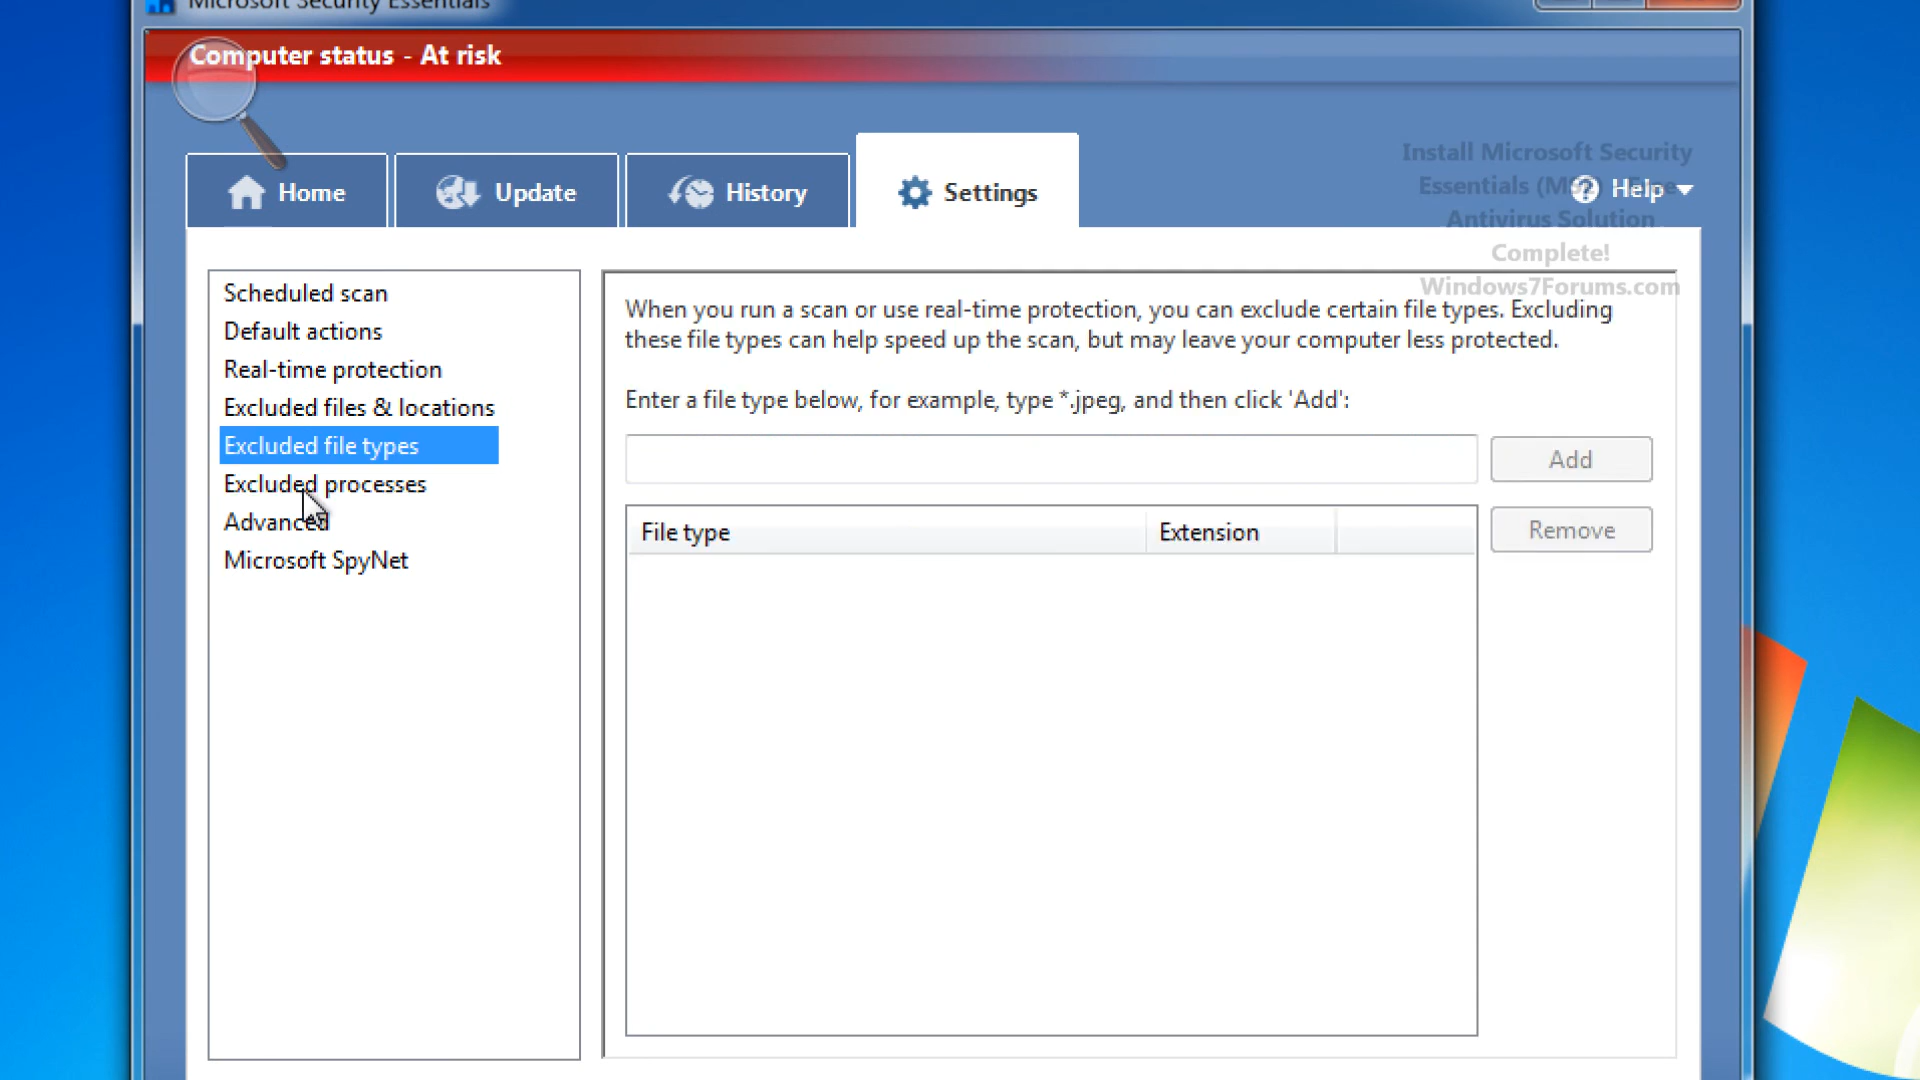 Microsoft Security Essentials
Computer status - At risk
Home
Update
History
Settings
Help
Install Microsoft Security
Essentials
Antivirus Solution
Complete!
Windows7Forums.com
Scheduled scan
Default actions
Real-time protection
Excluded files & locations
Excluded file types
Excluded processes
Advanced
Microsoft SpyNet
When you run a scan or use real-time protection, you can exclude certain file types. Excluding
these file types can help speed up the scan, but may leave your computer less protected.
Enter a file type below, for example, type *.jpeg, and then click 'Add':
Add
File type
Extension
Remove